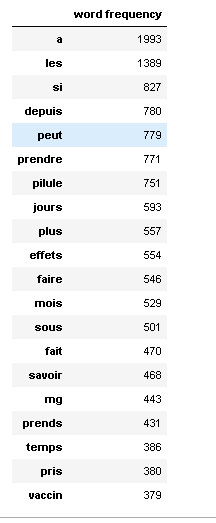 word frequency
a 1993
les 1389
si 827
depuis 780
peut 779
prendre 771
pilule 751
jours 593
plus 557
effets 554
faire 546
mois 529
sous 501
fait 470
savoir 468
mg 443
prends 431
temps 386
pris 380
vaccin 379